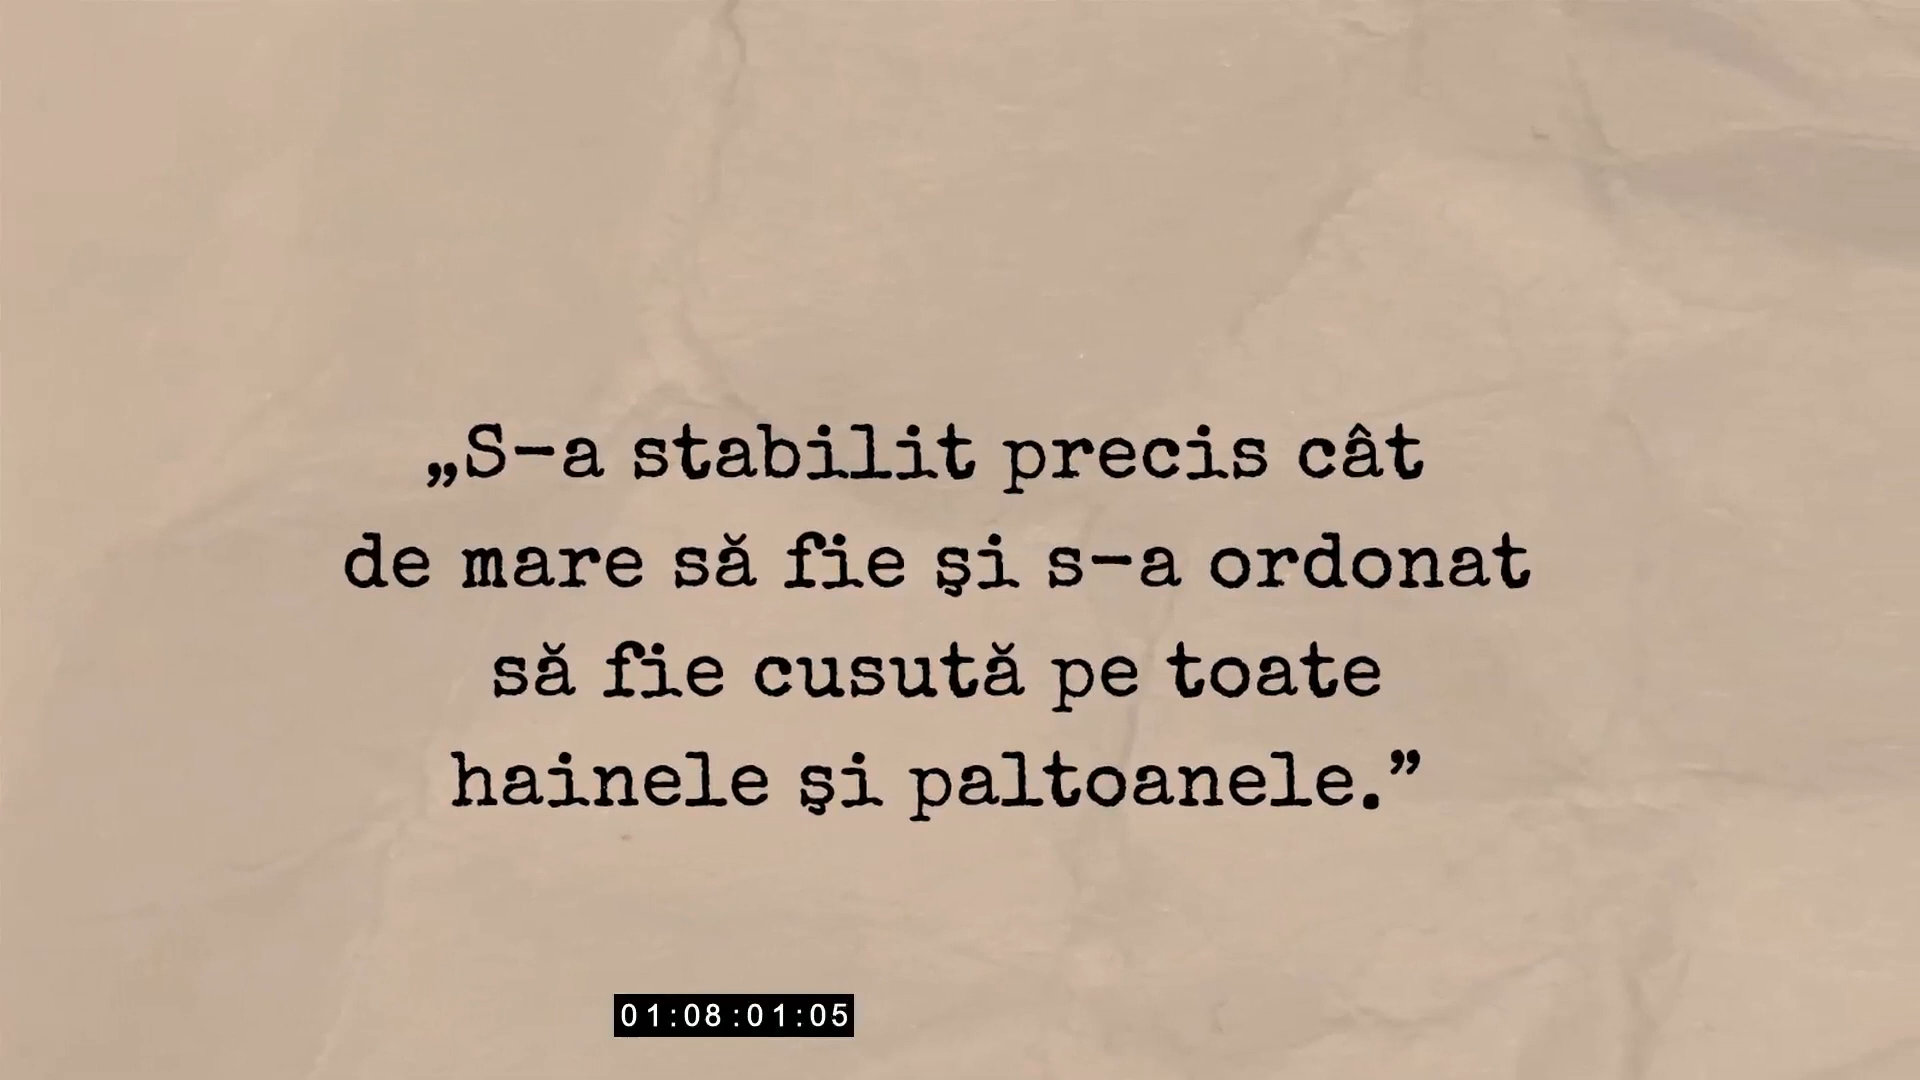 „S-a stabilit precis cât
de mare să fie şi s-a ordonat
să fie cusută pe toate
hainele şi paltoanele.”
01:08:01:05